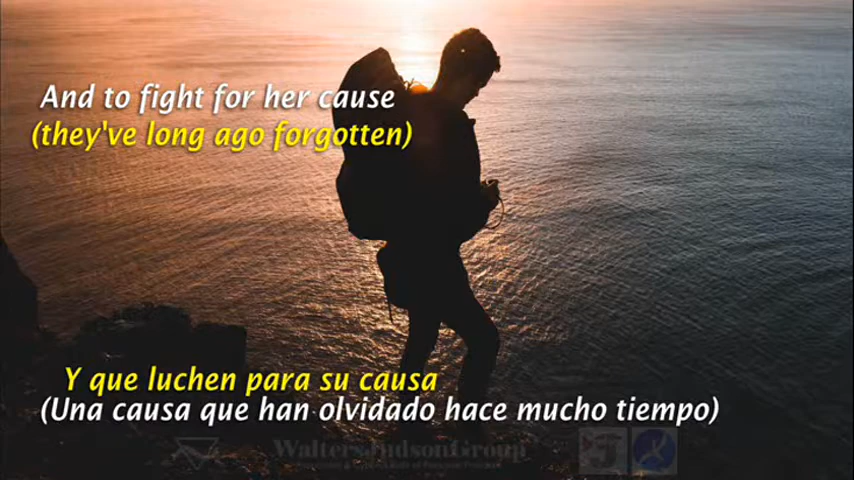 And to fight for her cause
(they've long ago forgotten)
Y que luchen para su causa
(Una causa que han olvidado hace mucho tiempo)
WaltersJudsonGroup